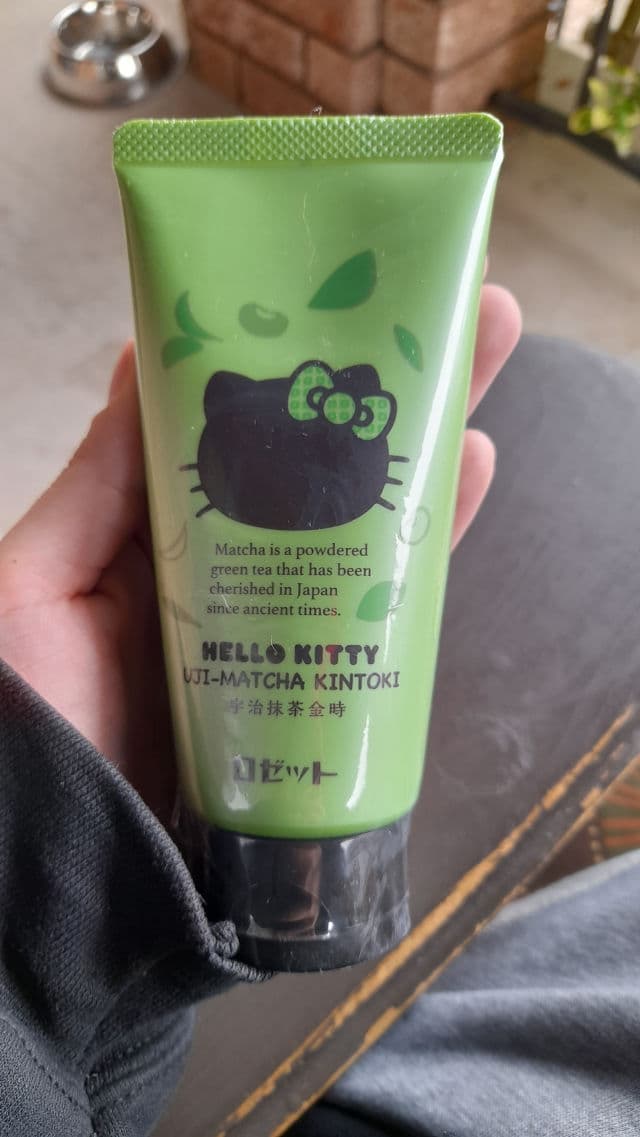 Matcha is a powdered
green tea that has been
cherished in Japan
since ancient times.
HELLO KITTY
UJI-MATCHA KINTOKI
宇治抹茶金時
ロゼット